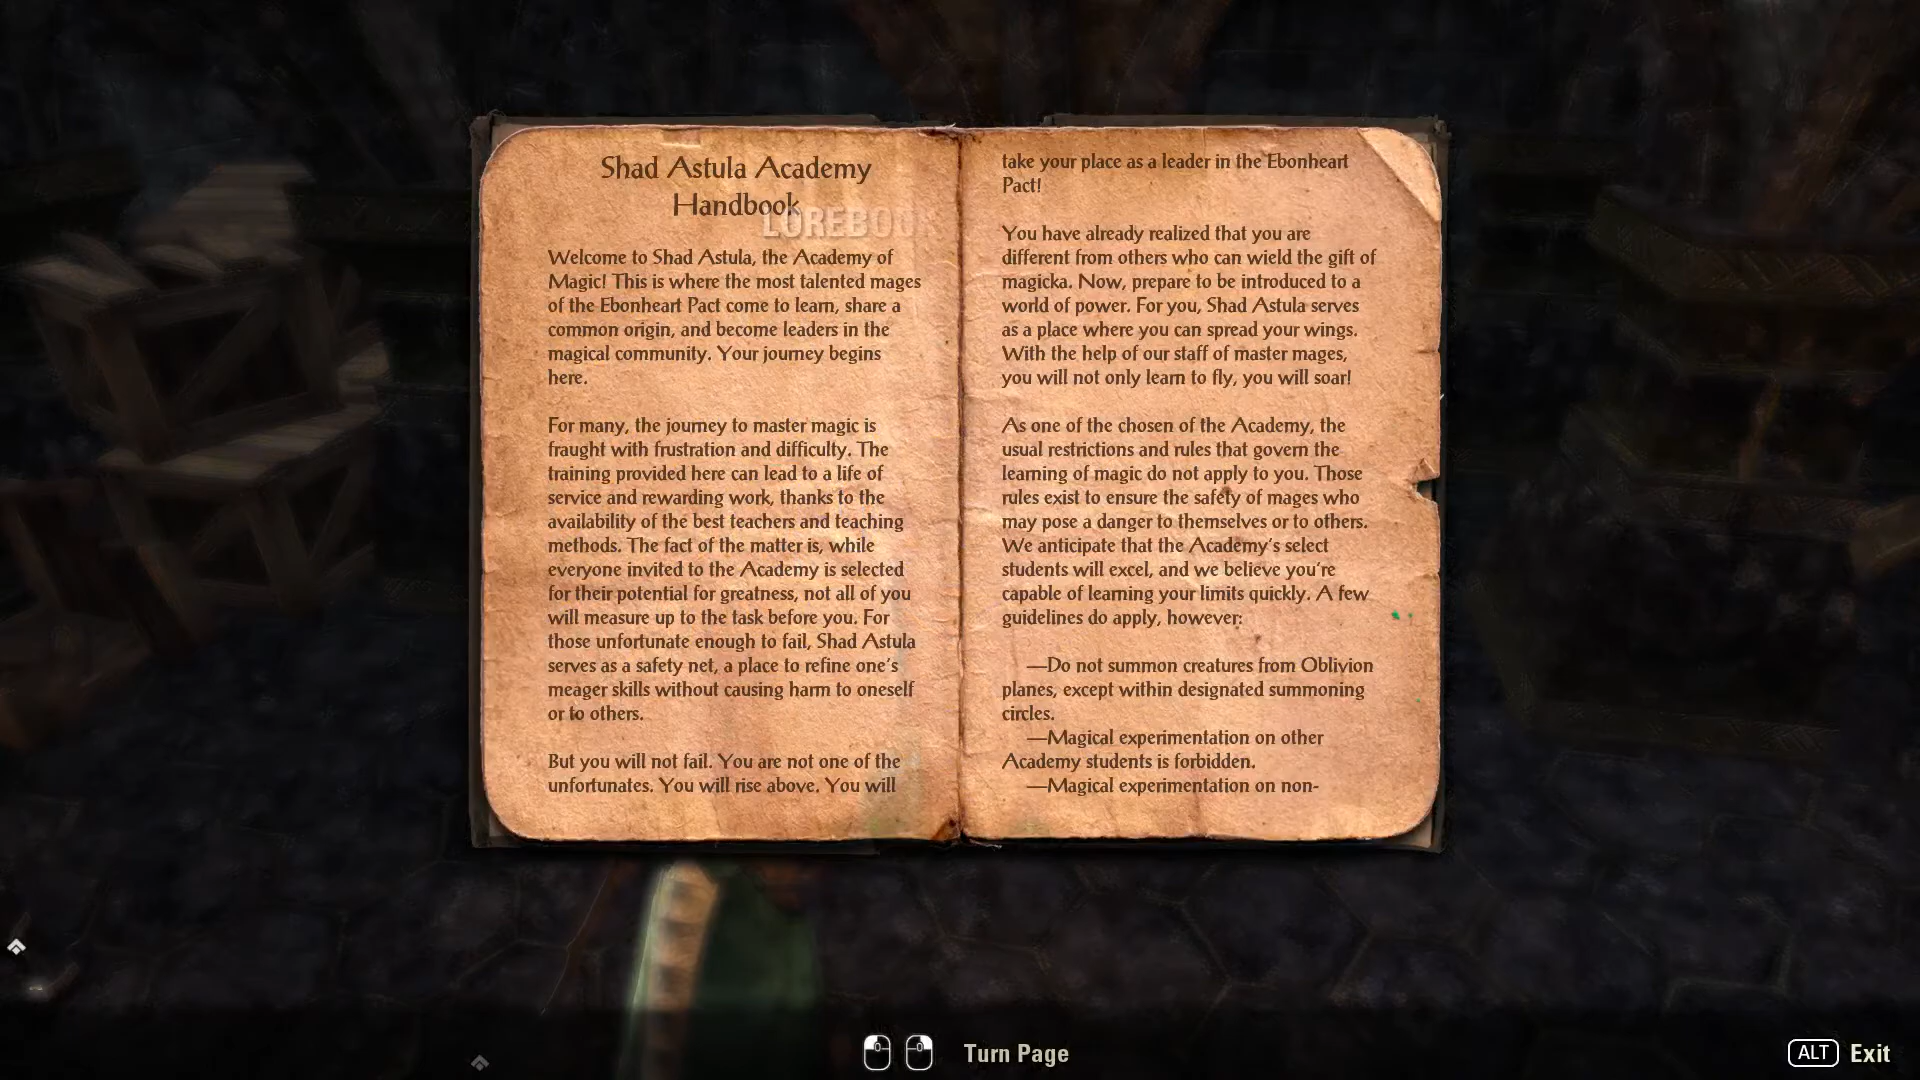 Shad Astula Academy
Handbook
LOREBOOK
Welcome to Shad Astula, the Academy of
Magic! This is where the most talented mages
of the Ebonheart Pact come to learn, share a
common origin, and become leaders in the
magical community. Your journey begins
here.
For many, the journey to master magic is
fraught with frustration and difficulty. The
training provided here can lead to a life of
service and rewarding work, thanks to the
availability of the best teachers and teaching
methods. The fact of the matter is, while
everyone invited to the Academy is selected
for their potential for greatness, not all of you
will measure up to the task before you. For
those unfortunate enough to fail, Shad Astula
serves as a safety net, a place to refine one's
meager skills without causing harm to oneself
or to others.
But you will not fail. You are not one of the
unfortunates. You will rise above. You will
take your place as a leader in the Ebonheart
Pact!
You have already realized that you are
different from others who can wield the gift of
magicka. Now, prepare to be introduced to a
world of power. For you, Shad Astula serves
as a place where you can spread your wings.
With the help of our staff of master mages,
you will not only learn to fly, you will soar!
As one of the chosen of the Academy, the
usual restrictions and rules that govern the
learning of magic do not apply to you. Those
rules exist to ensure the safety of mages who
may pose a danger to themselves or to others.
We anticipate that the Academy's select
students will excel, and we believe you're
capable of learning your limits quickly. A few
guidelines do apply, however:
—Do not summon creatures from Oblivion
planes, except within designated summoning
circles.
—Magical experimentation on other
Academy students is forbidden.
—Magical experimentation on non-
Turn Page
ALT Exit